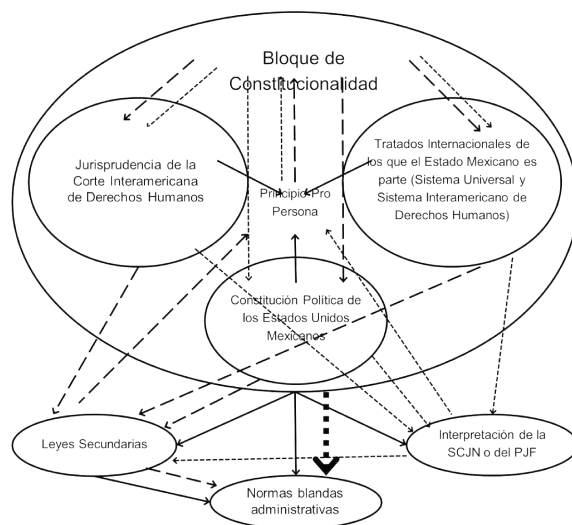 Bloque de
Constitucionalidad
Jurisprudencia de la
Corte Interamericana
de Derechos Humanos
Tratados Internacionales de
los que el Estado Mexicano es
parte (Sistema Universal y
Sistema Interamericano de
Derechos Humanos)
Principio Pro
Persona
Constitución Política de
los Estados Unidos
Mexicanos
Leyes Secundarias
Interpretación de la
SCJN o del PJF
Normas blandas
administrativas